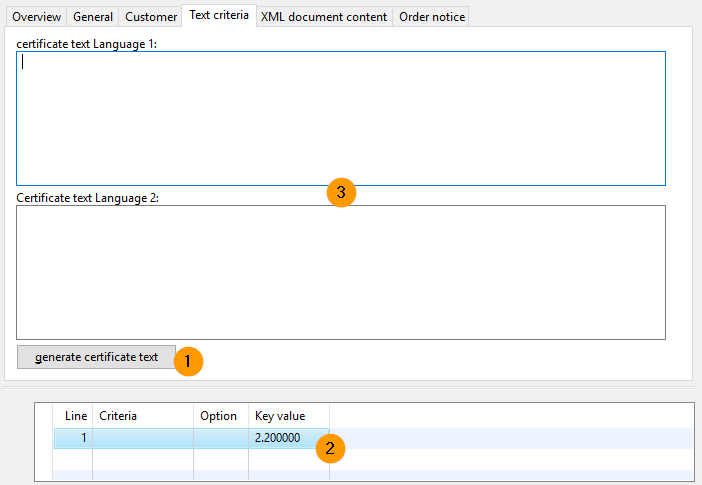 Overview General Customer Text criteria XML document content Order notice
certificate text Language 1:
3
Certificate text Language 2:
generate certificate text 1
Line Criteria Option Key value
1 2.200000 2